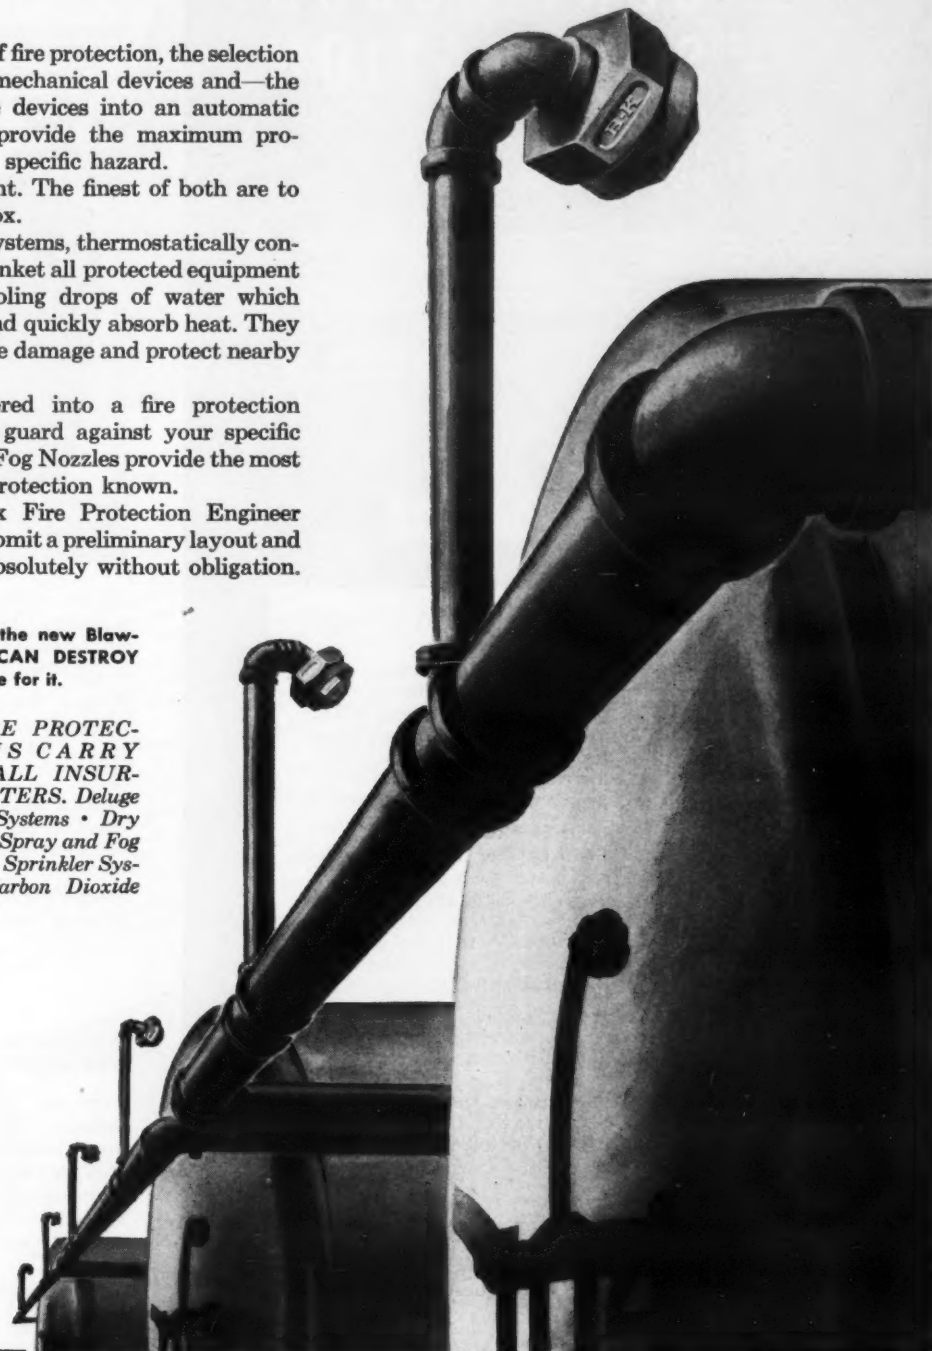 fire protection, the selection
mechanical devices and—the
devices into an automatic
provide the maximum pro-
specific hazard.
The finest of both are to
ystems, thermostatically con-
nket all protected equipment
oling drops of water which
quickly absorb heat. They
damage and protect nearby
red into a fire protection
guard against your specific
Fog Nozzles provide the most
rotection known.
Fire Protection Engineer
bmit a preliminary layout and
bsolutely without obligation.
the new Blaw-
CAN DESTROY
for it.
E PROTEC-
S CARRY
ALL INSUR-
TERS. Deluge
Systems • Dry
Spray and Fog
Sprinkler Sys-
arbon Dioxide
B-K